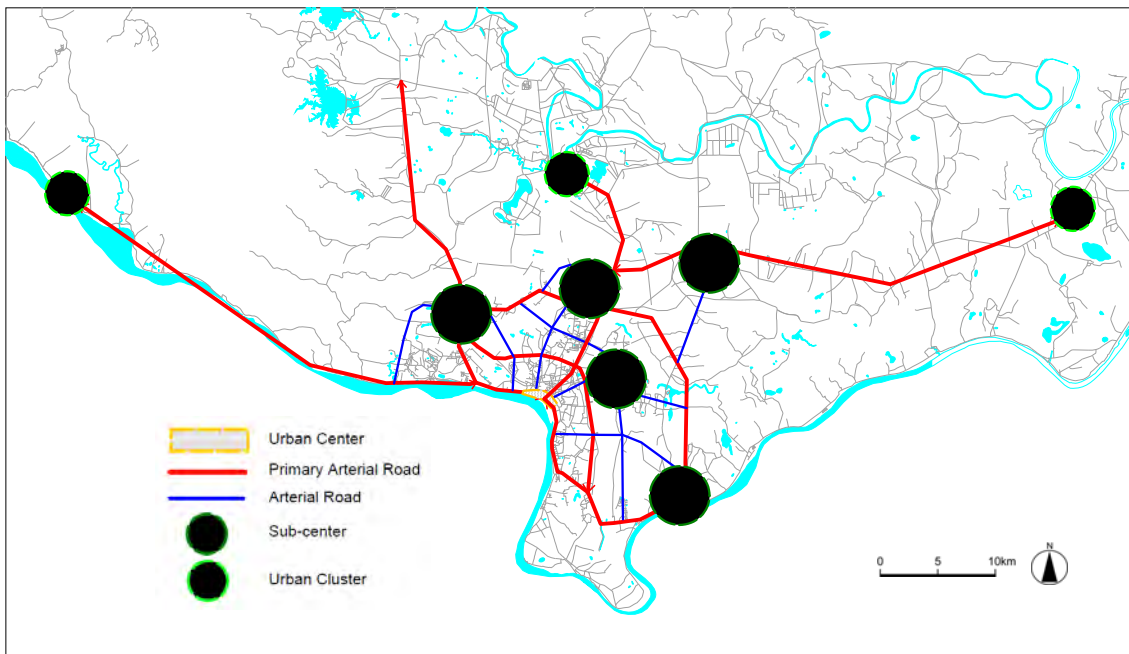 Urban Center
Primary Arterial Road
Arterial Road
Sub-center
Urban Cluster
0 5 10km
N